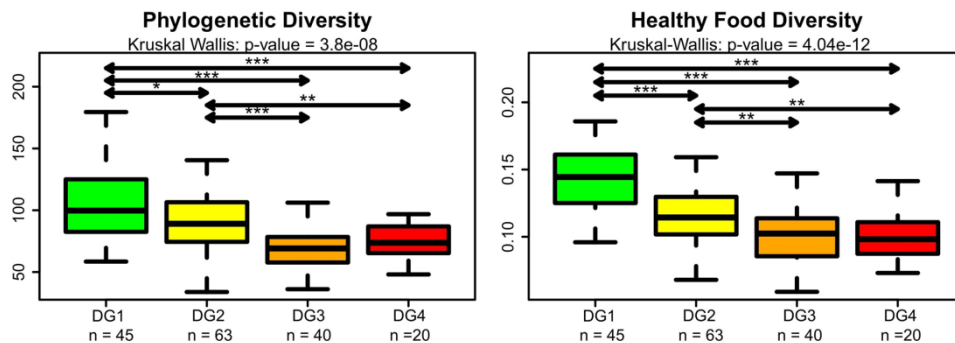 Phylogenetic Diversity
Kruskal Wallis: p-value = 3.8e-08
***
***
*
**
***
200
150
100
50
DG1 DG2 DG3 DG4
n = 45 n = 63 n = 40 n =20
Healthy Food Diversity
Kruskal-Wallis: p-value = 4.04e-12
***
***
***
**
**
0.20
0.15
0.10
DG1 DG2 DG3 DG4
n = 45 n = 63 n = 40 n =20